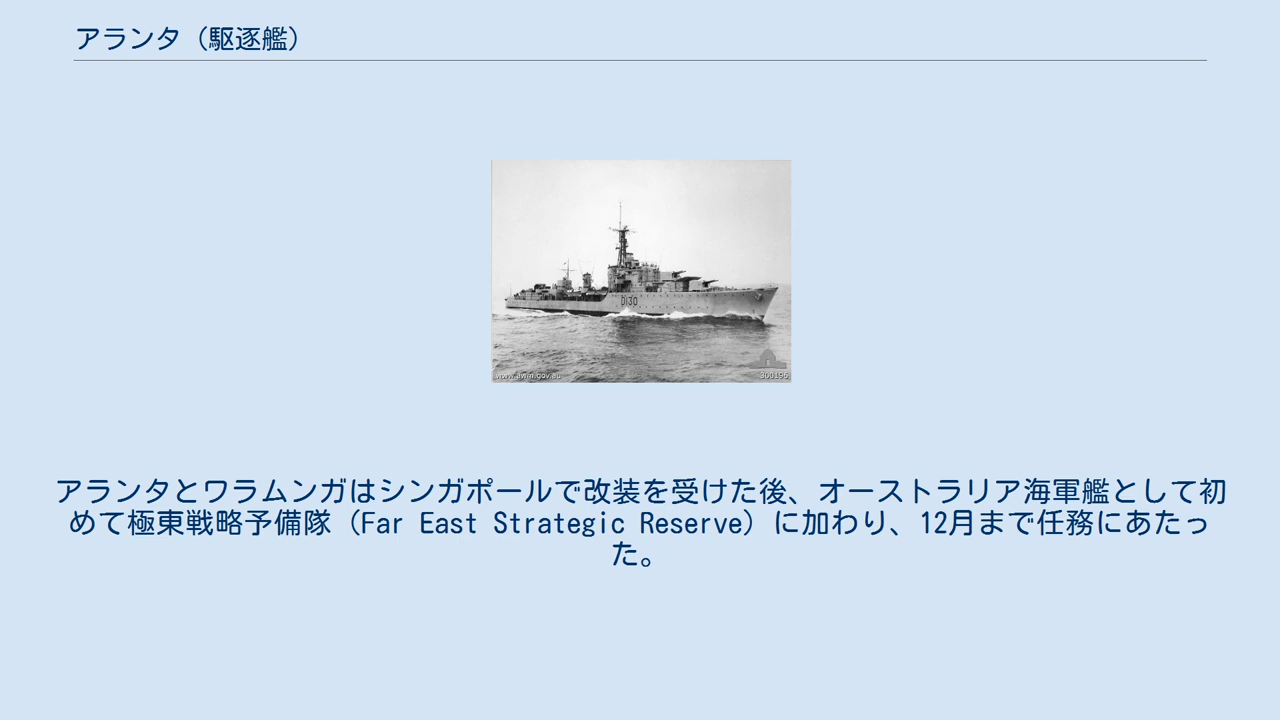 アランタ（駆逐艦）
D130
www.awm.gov.au
300196
アランタとワラムンガはシンガポールで改装を受けた後、オーストラリア海軍艦として初
めて極東戦略予備隊（Far East Strategic Reserve）に加わり、12月まで任務にあたっ
た。